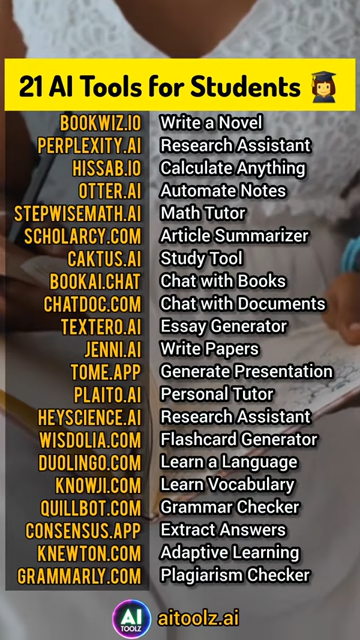 21 AI Tools for Students
BOOKWIZ.IO Write a Novel
PERPLEXITY.AI Research Assistant
HISSAB.IO Calculate Anything
OTTER.AI Automate Notes
STEPWISEMATH.AI Math Tutor
SCHOLARCY.COM Article Summarizer
CAKTUS.AI Study Tool
BOOKAI.CHAT Chat with Books
CHATDOC.COM Chat with Documents
TEXTERO.AI Essay Generator
JENNI.AI Write Papers
TOME.APP Generate Presentation
PLAITO.AI Personal Tutor
HEYSCIENCE.AI Research Assistant
WISDOLIA.COM Flashcard Generator
DUOLINGO.COM Learn a Language
KNOWJI.COM Learn Vocabulary
QUILLBOT.COM Grammar Checker
CONSENSUS.APP Extract Answers
KNEWTON.COM Adaptive Learning
GRAMMARLY.COM Plagiarism Checker
AI TOOLZ aitoolz.ai